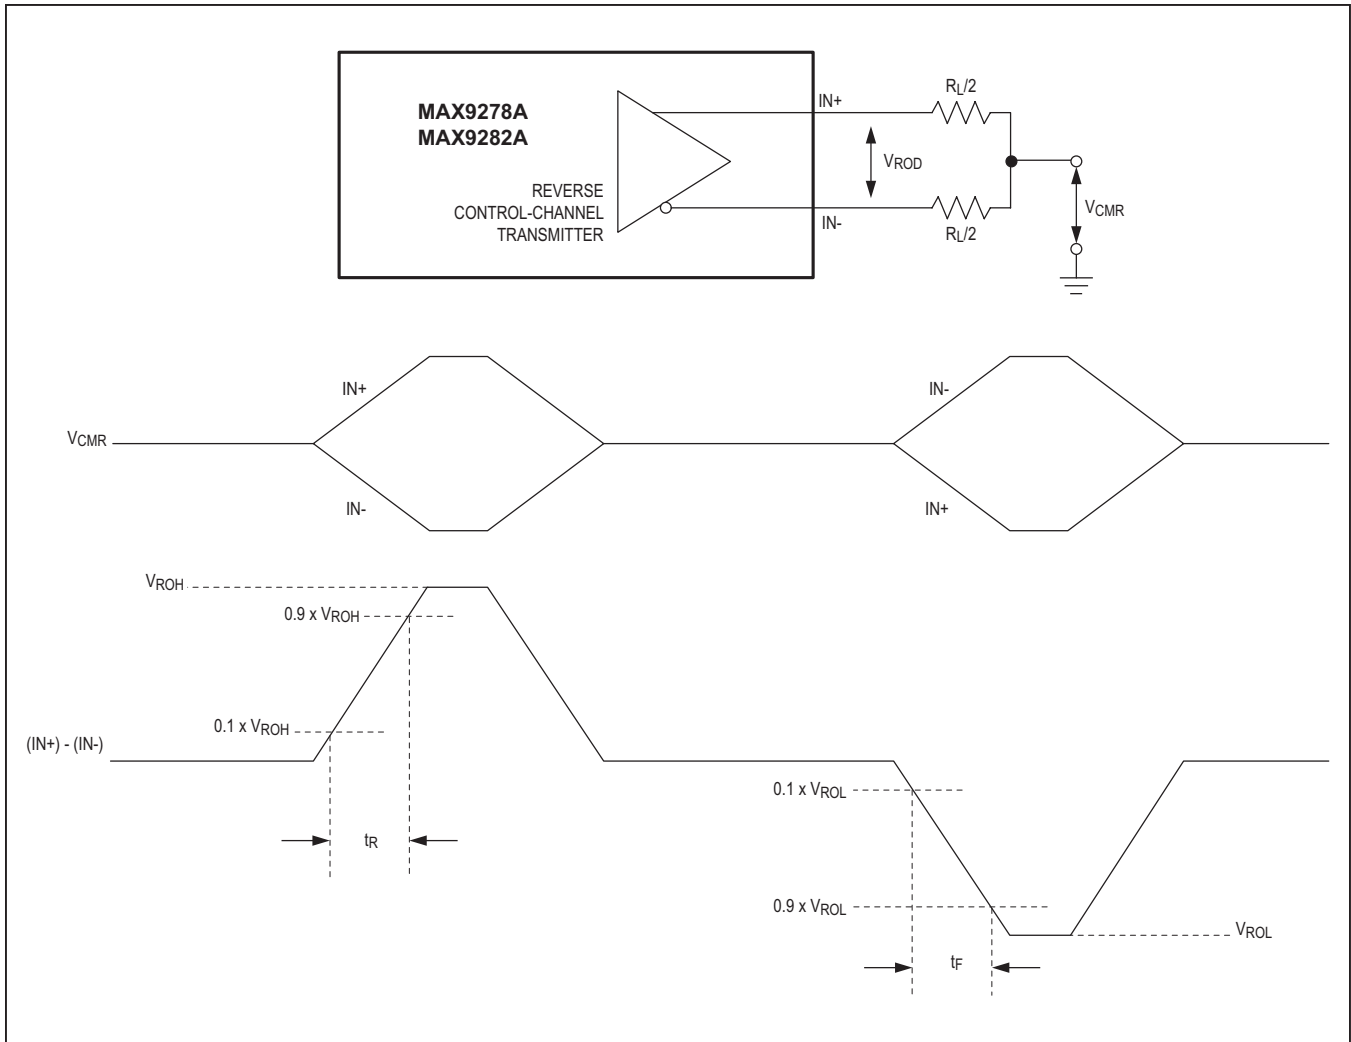 MAX9278A
MAX9282A
REVERSE
CONTROL-CHANNEL
TRANSMITTER
IN+
IN-
VROD
RL/2
RL/2
VCMR
VCMR
IN+
IN-
IN-
IN+
VROH
0.9 x VROH
0.1 x VROH
(IN+) - (IN-)
tR
0.1 x VROL
0.9 x VROL
VROL
tF